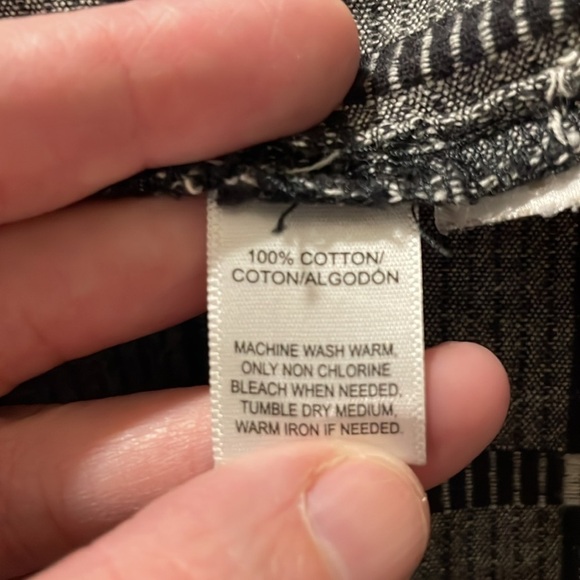 100% COTTON/
COTON/ALGODÓN
MACHINE WASH WARM,
ONLY NON CHLORINE
BLEACH WHEN NEEDED,
TUMBLE DRY MEDIUM,
WARM IRON IF NEEDED.